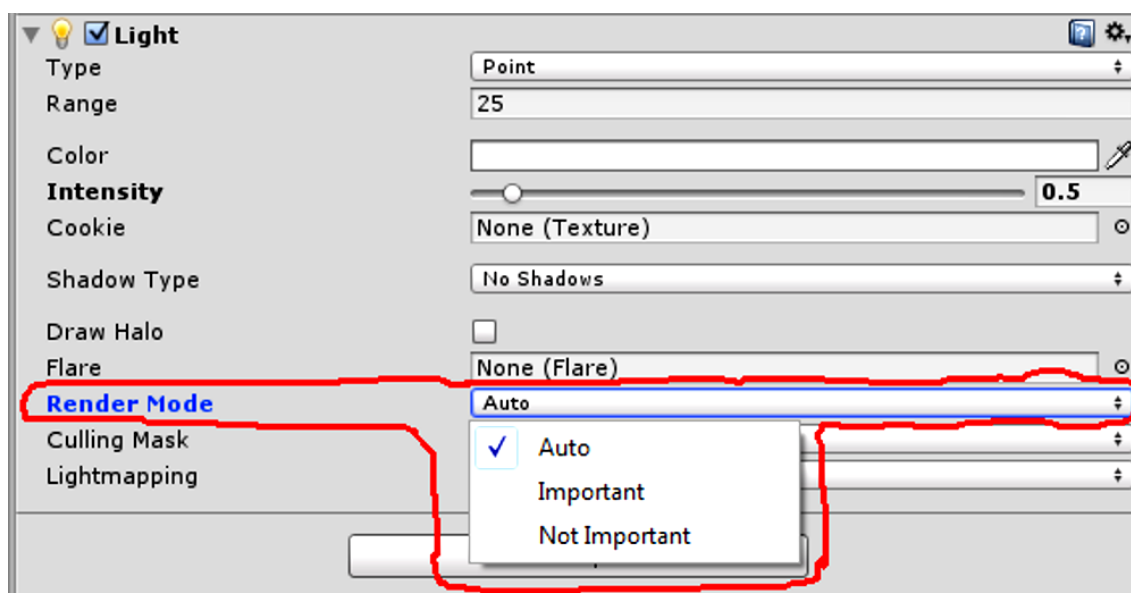 Light
Type Point
Range 25
Color
Intensity 0.5
Cookie None (Texture)
Shadow Type No Shadows
Draw Halo
Flare None (Flare)
Render Mode Auto
Culling Mask Auto
Lightmapping Important
Not Important